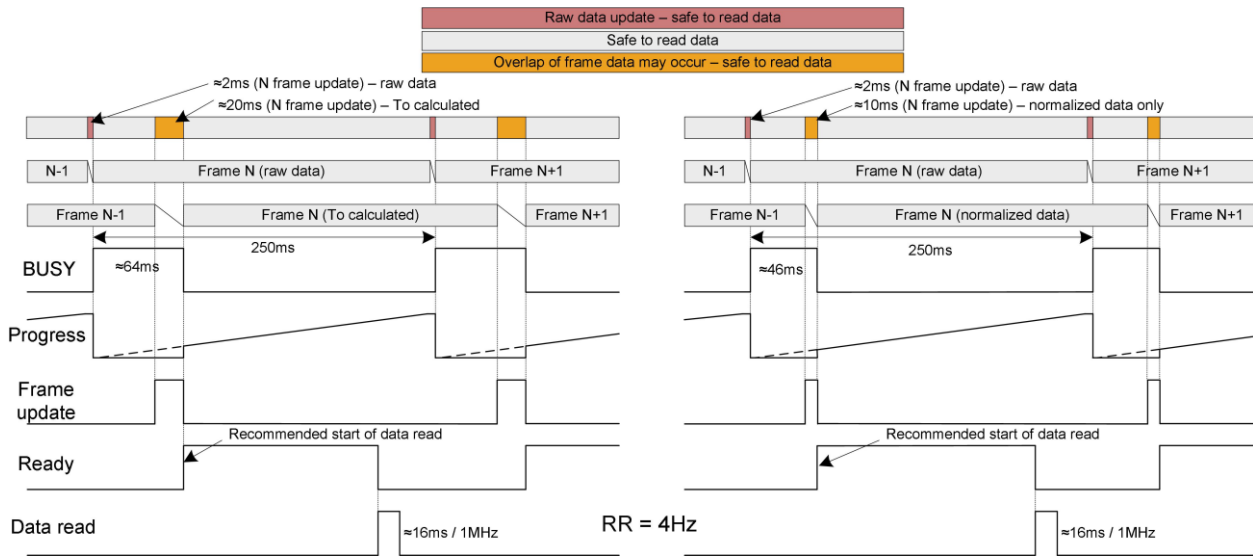 Raw data update – safe to read data
Safe to read data
Overlap of frame data may occur – safe to read data
≈2ms (N frame update) – raw data
≈20ms (N frame update) – To calculated
≈2ms (N frame update) – raw data
≈10ms (N frame update) – normalized data only
N-1
Frame N (raw data)
Frame N+1
N-1
Frame N (raw data)
Frame N+1
Frame N-1
Frame N (To calculated)
Frame N+1
Frame N-1
Frame N (normalized data)
Frame N+1
250ms
250ms
BUSY
≈64ms
≈46ms
Progress
Frame
update
Recommended start of data read
Recommended start of data read
Ready
Data read
≈16ms / 1MHz
RR = 4Hz
≈16ms / 1MHz